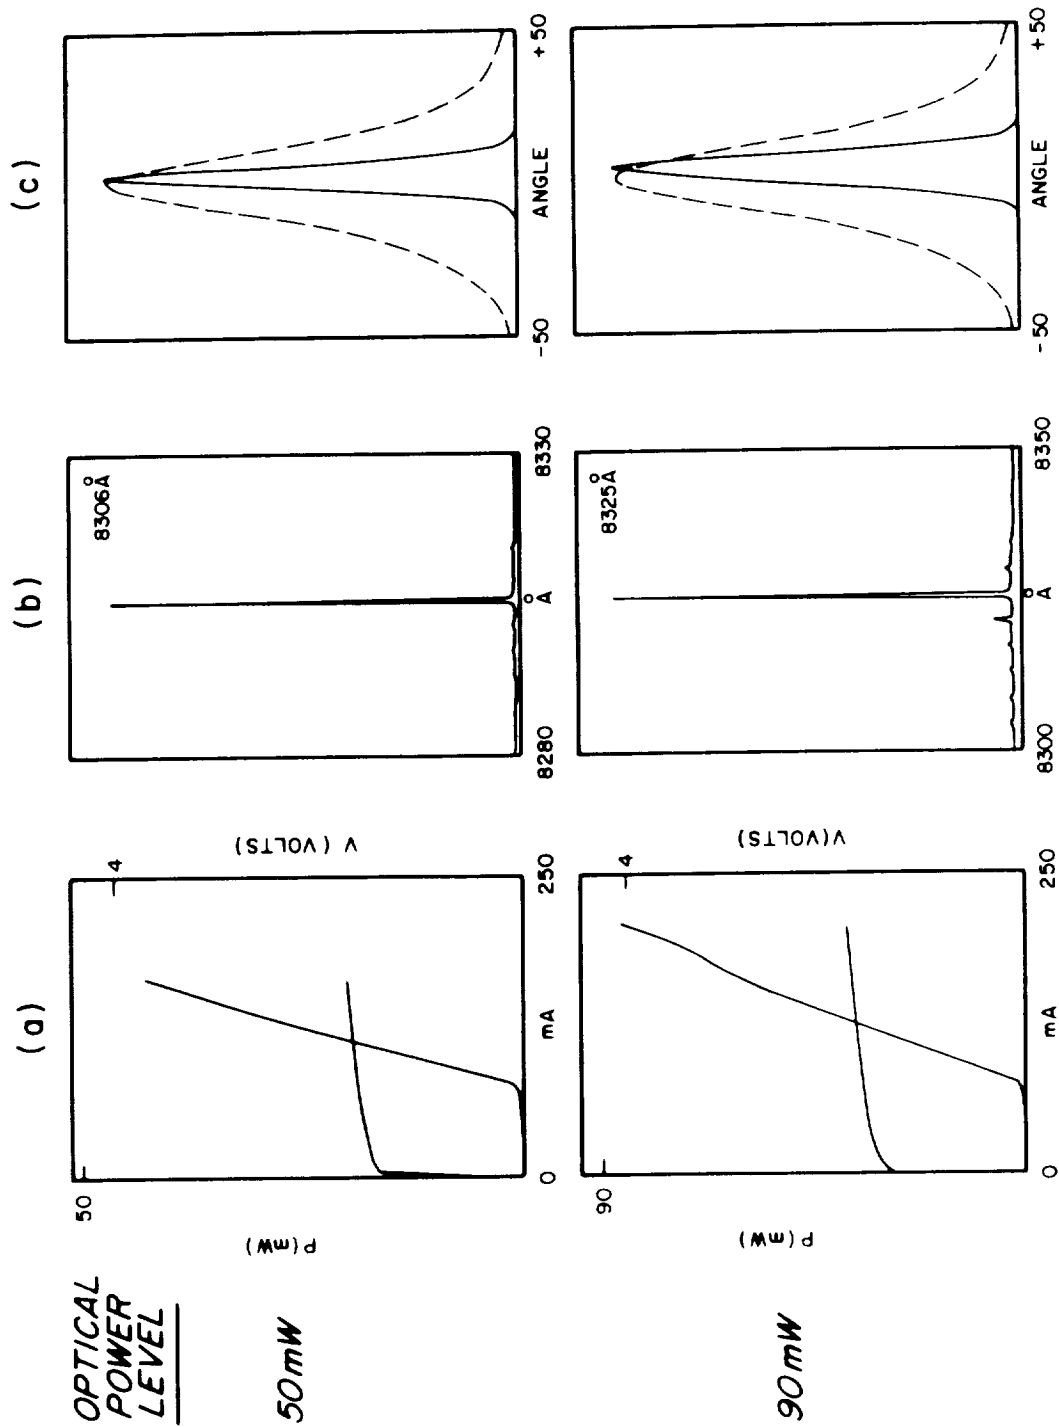 (a)
(b)
(c)
OPTICAL
POWER
LEVEL
50mW
P(mW)
50
4
V (VOLTS)
0
mA
250
8306Å
8280
Å
8330
-50
ANGLE
+50
90mW
P(mW)
90
4
V(VOLTS)
0
mA
250
8325Å
8300
Å
8350
-50
ANGLE
+50